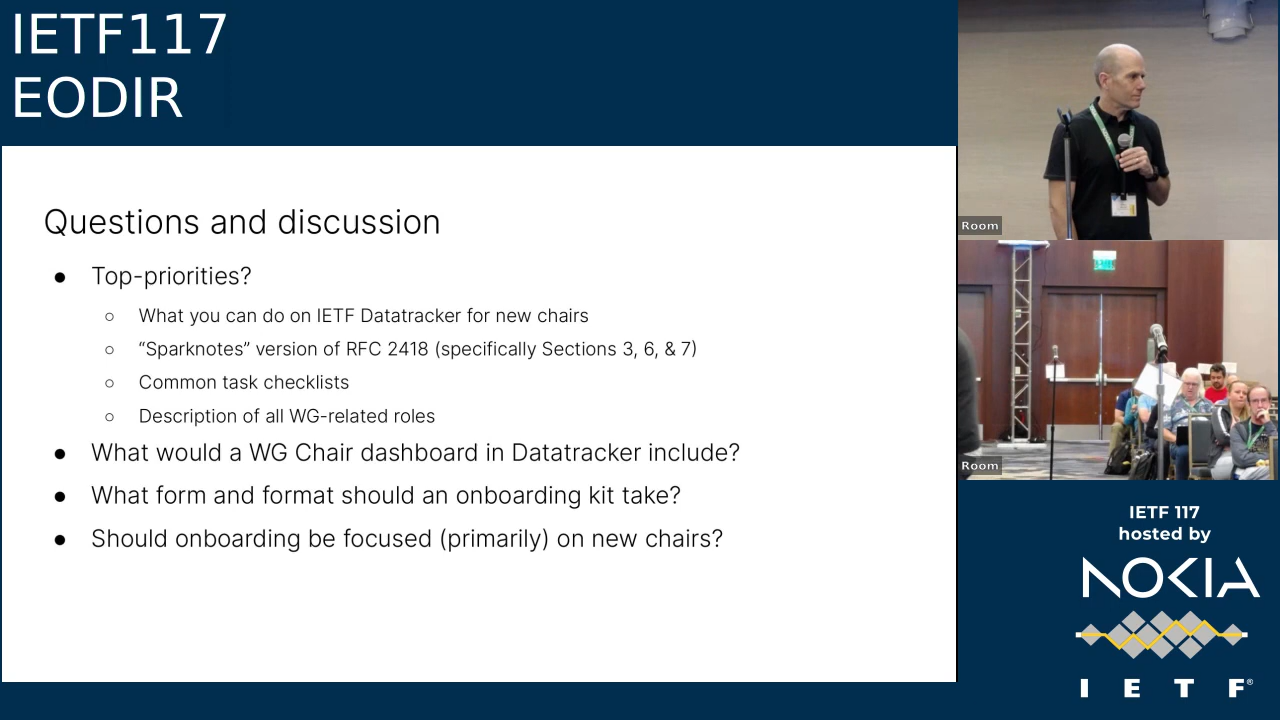 IETF117
EODIR
Questions and discussion
● Top-priorities?
○ What you can do on IETF Datatracker for new chairs
○ “Sparknotes” version of RFC 2418 (specifically Sections 3, 6, & 7)
○ Common task checklists
○ Description of all WG-related roles
● What would a WG Chair dashboard in Datatracker include?
● What form and format should an onboarding kit take?
● Should onboarding be focused (primarily) on new chairs?
Room
Room
IETF 117
hosted by
NOKIA
I E T F®